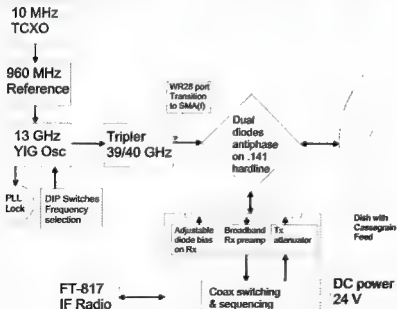 10 MHz
TCXO
960 MHz
Reference
WR28 port
Transition
to SMA(f)
13 GHz
YIG Osc
Tripler
39/40 GHz
Dual
diodes
antiphase
on .141
hardline
PLL
Lock
DIP Switches
Frequency
selection
Adjustable
diode bias
on Rx
Broadband
Rx preamp
Tx
attenuator
Dish with
Cassegrain
Feed
FT-817
IF Radio
Coax switching
& sequencing
DC power
24 V